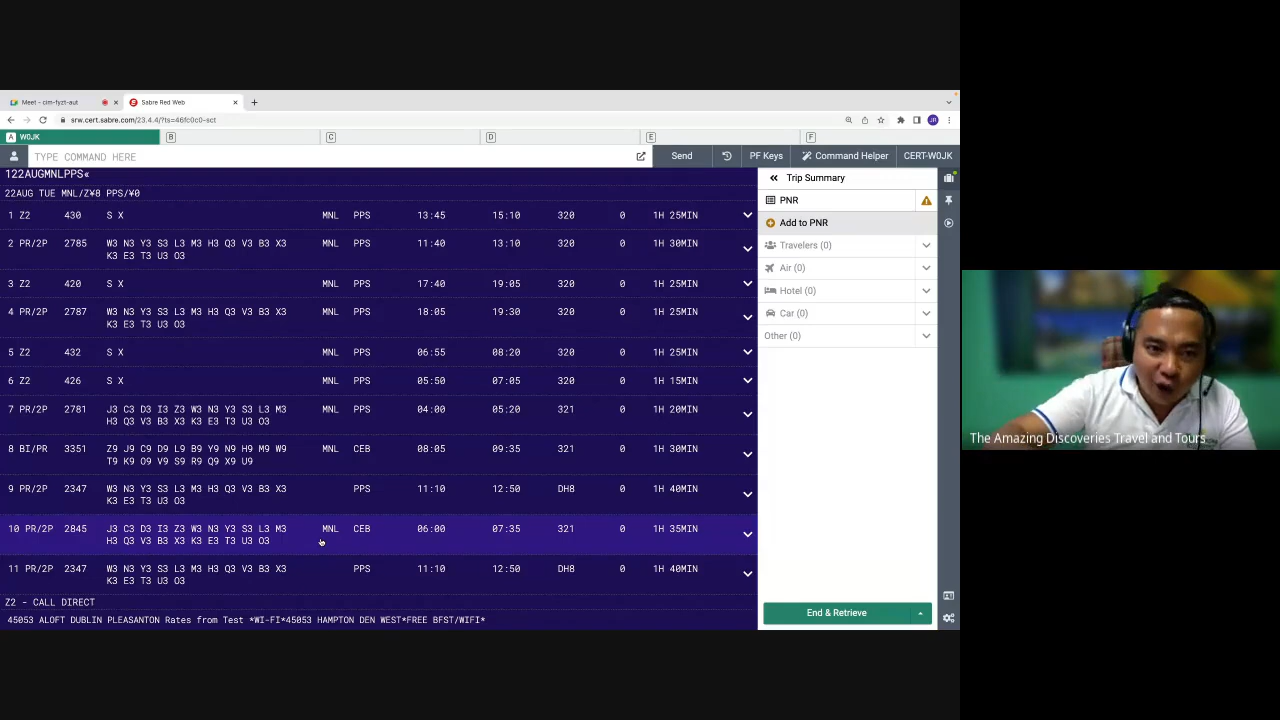 Meet - cim-fyzt-aut
Sabre Red Web
srw.cert.sabre.com/23.4.4/?ts=46fc0c0-sct
JR
A W0JK B C D E F
TYPE COMMAND HERE
Send PF Keys Command Helper CERT-W0JK
122AUGMNLPPS«
22AUG TUE MNL/Z¥8 PPS/¥0
1 Z2 430 S X MNL PPS 13:45 15:10 320 0 1H 25MIN
2 PR/2P 2785 W3 N3 Y3 S3 L3 M3 H3 Q3 V3 B3 X3 MNL PPS 11:40 13:10 320 0 1H 30MIN
K3 E3 T3 U3 O3
3 Z2 420 S X MNL PPS 17:40 19:05 320 0 1H 25MIN
4 PR/2P 2787 W3 N3 Y3 S3 L3 M3 H3 Q3 V3 B3 X3 MNL PPS 18:05 19:30 320 0 1H 25MIN
K3 E3 T3 U3 O3
5 Z2 432 S X MNL PPS 06:55 08:20 320 0 1H 25MIN
6 Z2 426 S X MNL PPS 05:50 07:05 320 0 1H 15MIN
7 PR/2P 2781 J3 C3 D3 I3 Z3 W3 N3 Y3 S3 L3 M3 MNL PPS 04:00 05:20 321 0 1H 20MIN
H3 Q3 V3 B3 X3 K3 E3 T3 U3 O3
8 BI/PR 3351 Z9 J9 C9 D9 L9 B9 Y9 N9 H9 M9 W9 MNL CEB 08:05 09:35 321 0 1H 30MIN
T9 K9 O9 V9 S9 R9 Q9 X9 U9
9 PR/2P 2347 W3 N3 Y3 S3 L3 M3 H3 Q3 V3 B3 X3 PPS 11:10 12:50 DH8 0 1H 40MIN
K3 E3 T3 U3 O3
10 PR/2P 2845 J3 C3 D3 I3 Z3 W3 N3 Y3 S3 L3 M3 MNL CEB 06:00 07:35 321 0 1H 35MIN
H3 Q3 V3 B3 X3 K3 E3 T3 U3 O3
11 PR/2P 2347 W3 N3 Y3 S3 L3 M3 H3 Q3 V3 B3 X3 PPS 11:10 12:50 DH8 0 1H 40MIN
K3 E3 T3 U3 O3
Z2 - CALL DIRECT
45053 ALOFT DUBLIN PLEASANTON Rates from Test *WI-FI*45053 HAMPTON DEN WEST*FREE BFST/WIFI*
Trip Summary
PNR
Add to PNR
Travelers (0)
Air (0)
Hotel (0)
Car (0)
Other (0)
End & Retrieve
The Amazing Discoveries Travel and Tours